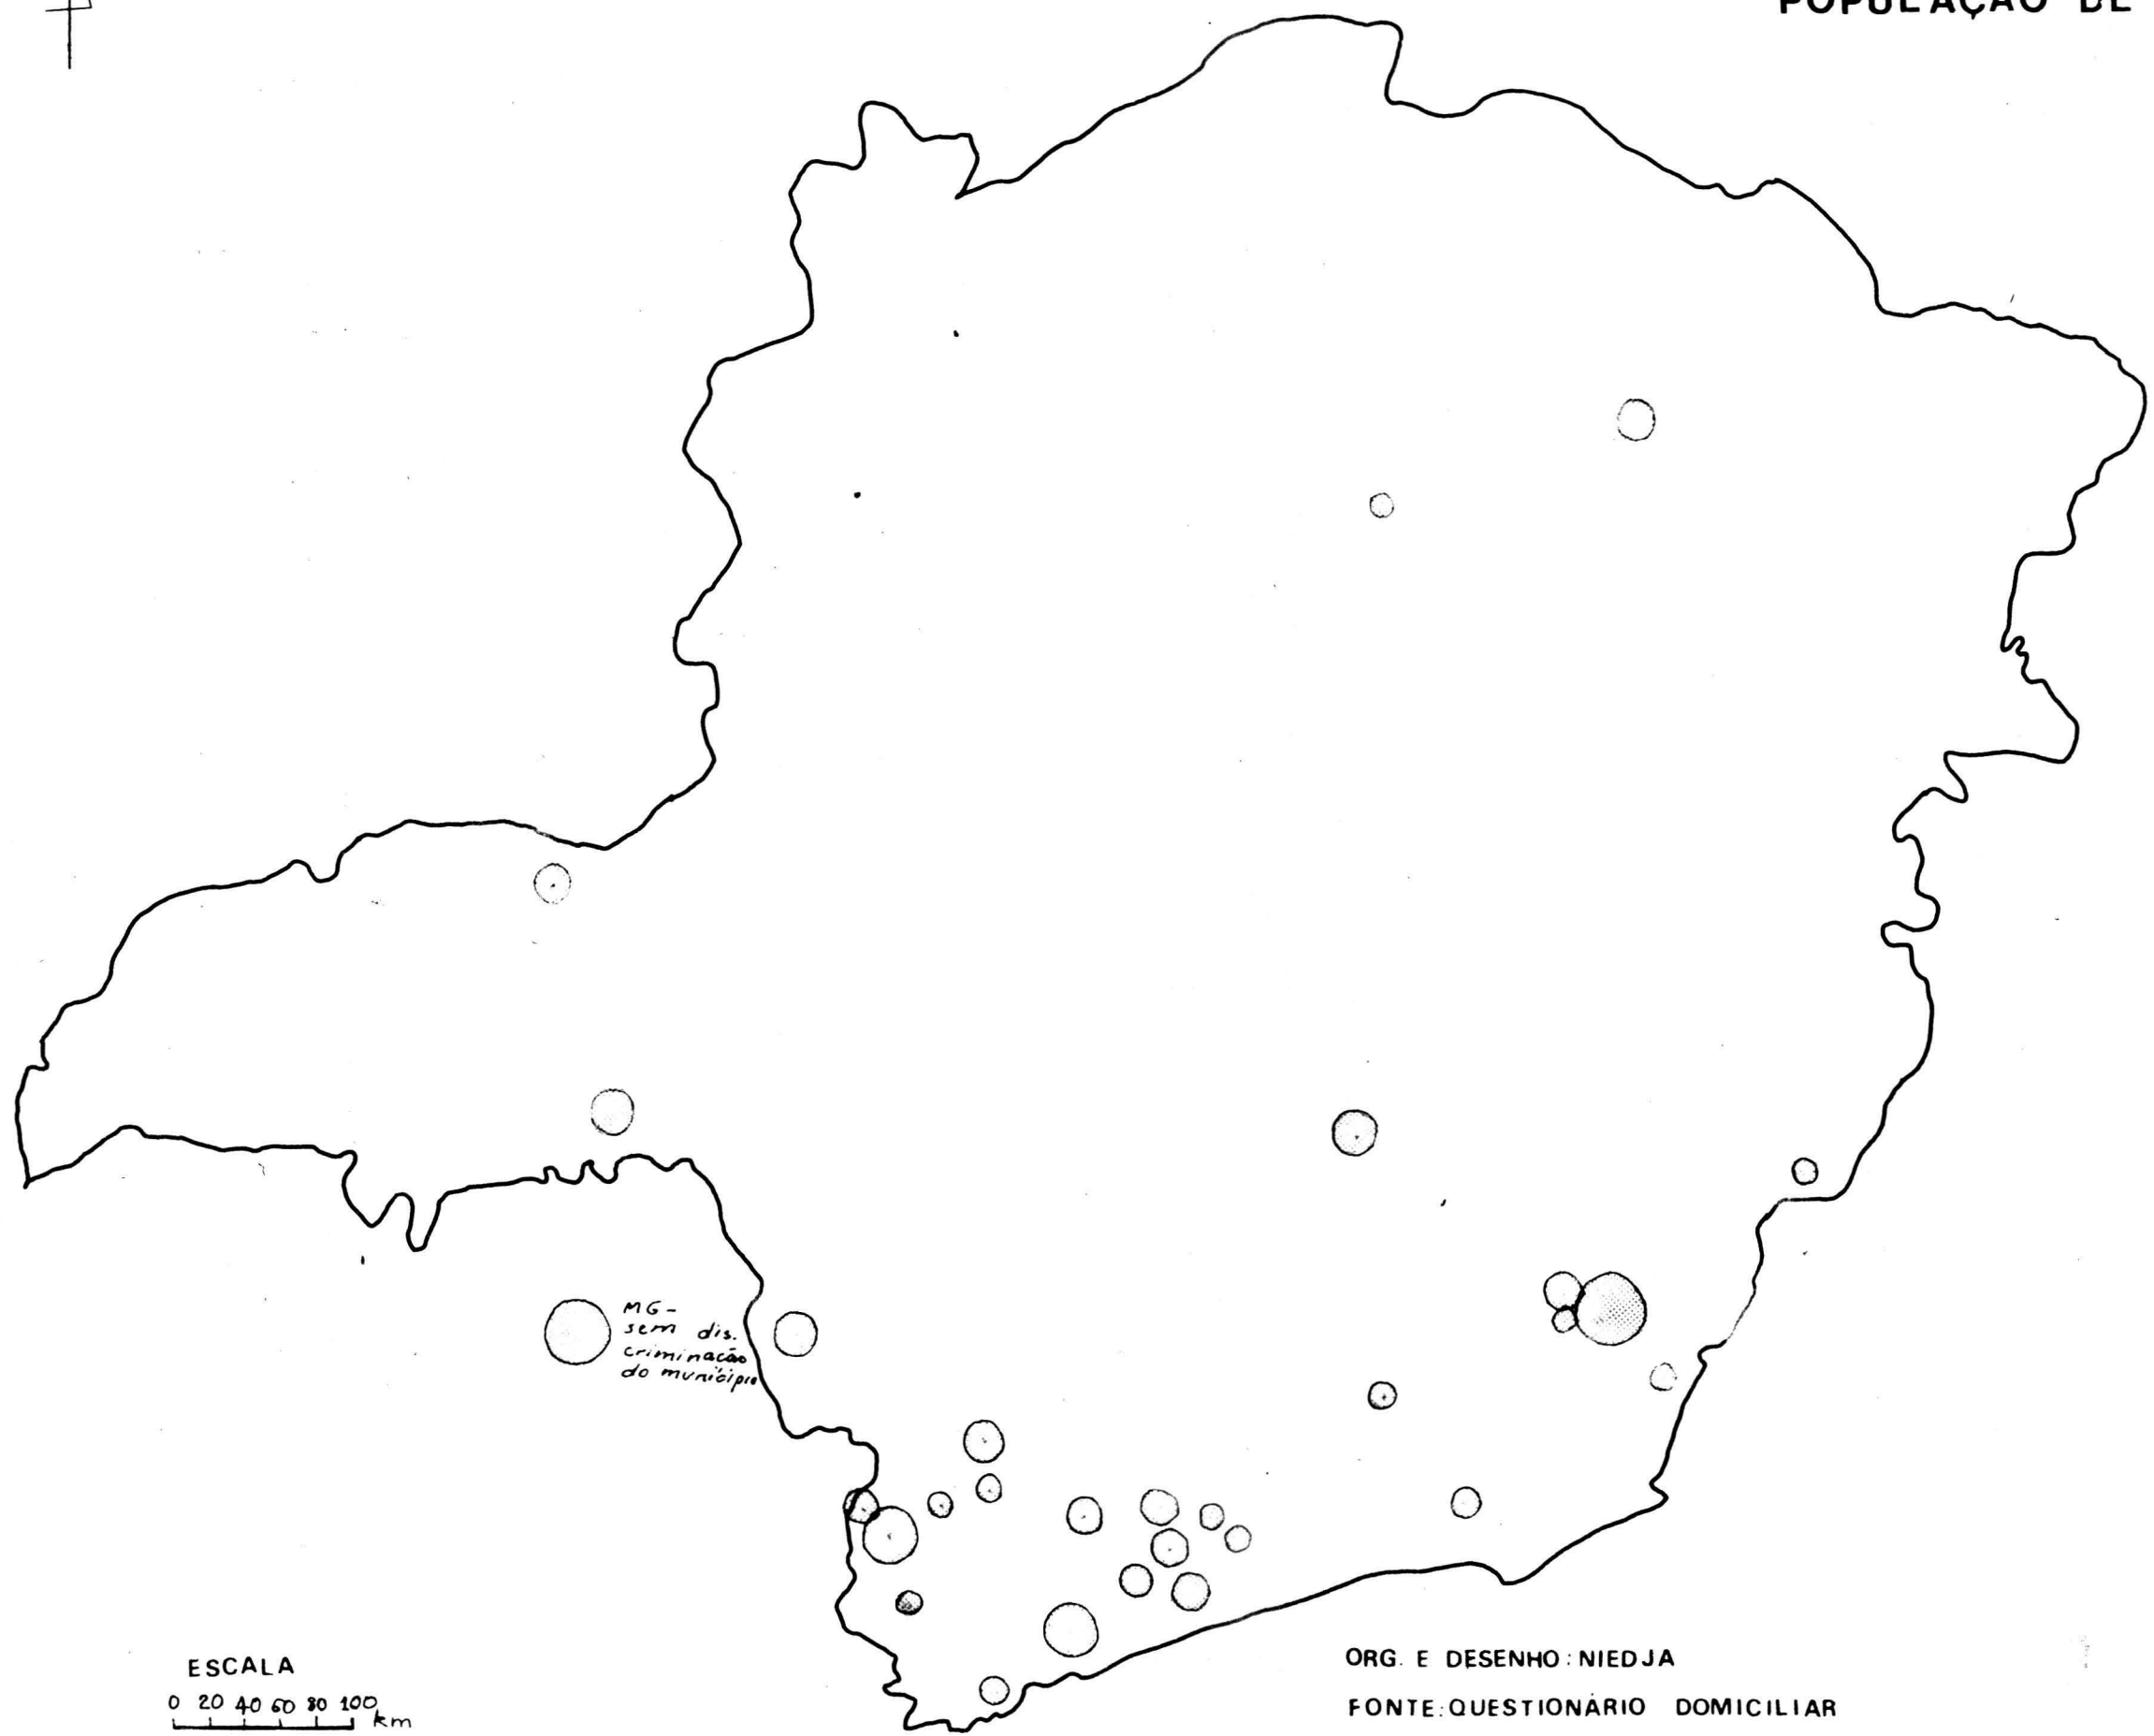 POPULAÇÃO DE
MG-
sem dis.
criminação
do município
ESCALA
0 20 40 60 80 100
km
ORG. E DESENHO: NIEDJA
FONTE: QUESTIONÁRIO DOMICILIAR